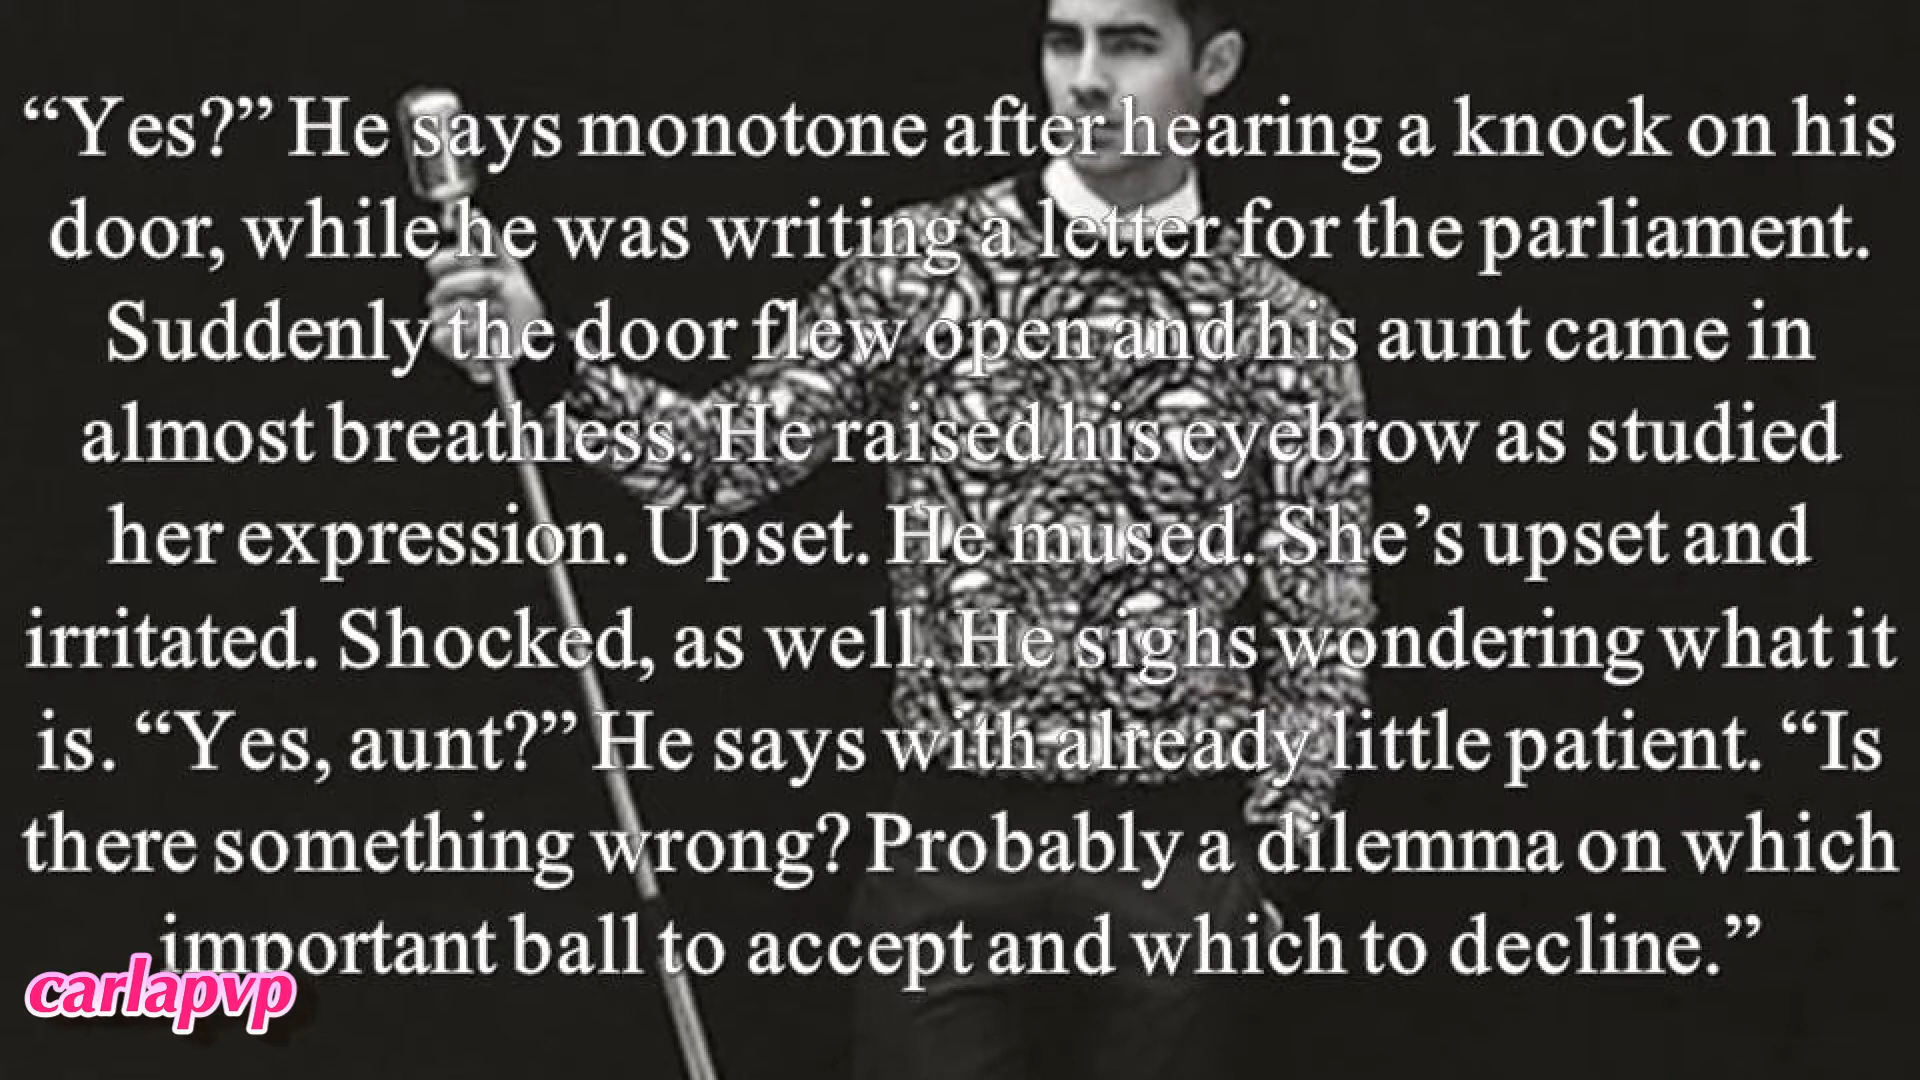 “Yes?” He says monotone after hearing a knock on his
door, while he was writing a letter for the parliament.
Suddenly the door flew open and his aunt came in
almost breathless. He raised his eyebrow as studied
her expression. Upset. He mused. She’s upset and
irritated. Shocked, as well. He sighs wondering what it
is. “Yes, aunt?” He says with already little patient. “Is
there something wrong? Probably a dilemma on which
important ball to accept and which to decline.”
carlapvp